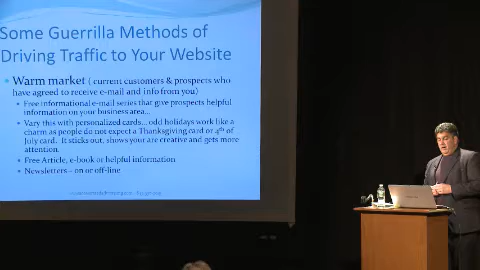 Some Guerrilla Methods of
Driving Traffic to Your Website
Warm market ( current customers & prospects who
have agreed to receive e-mail and info from you)
Free informational e-mail series that give prospects helpful
information on your business area...
Vary this with personalized cards... odd holidays work like a
charm as people do not expect a Thanksgiving card or 4th of
July card. It sticks out, shows your are creative and gets more
attention.
Free Article, e-book or helpful information
Newsletters – on or off-line